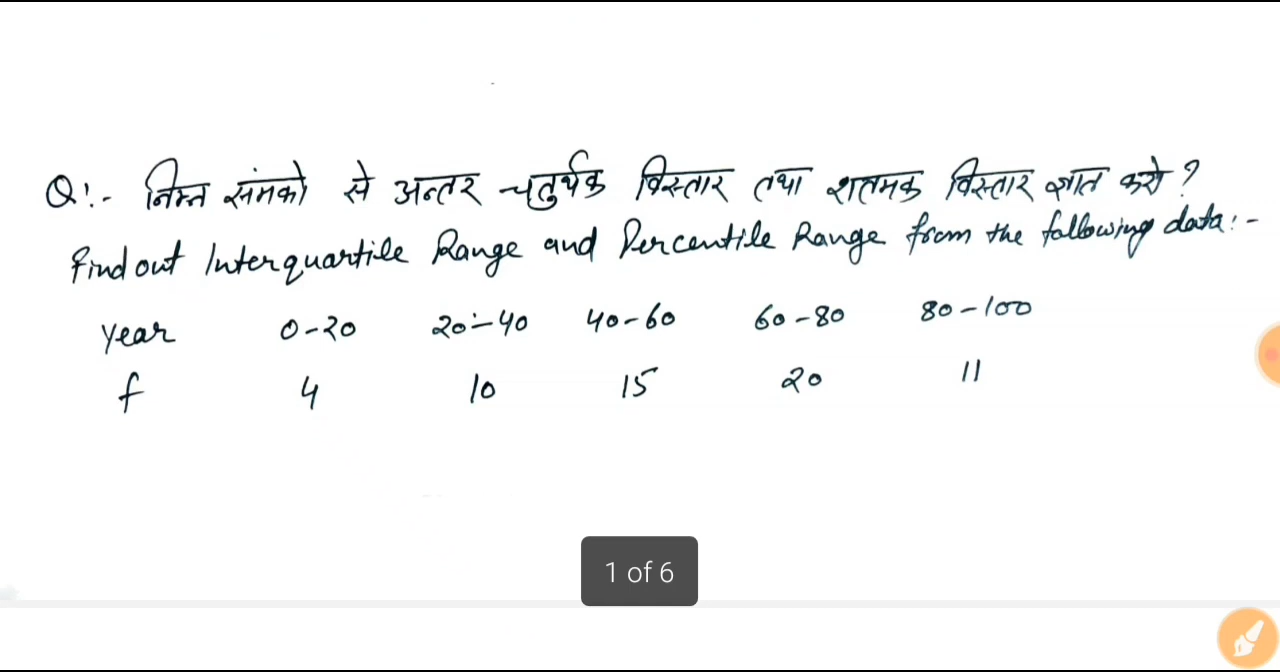 Q:- निम्न संमको से अन्तर चतुर्थक विस्तार तथा शतमक विस्तार ज्ञात करो ?
Find out Interquartile Range and Percentile Range from the following data:-
Year 0-20 20-40 40-60 60-80 80-100
f 4 10 15 20 11
1 of 6